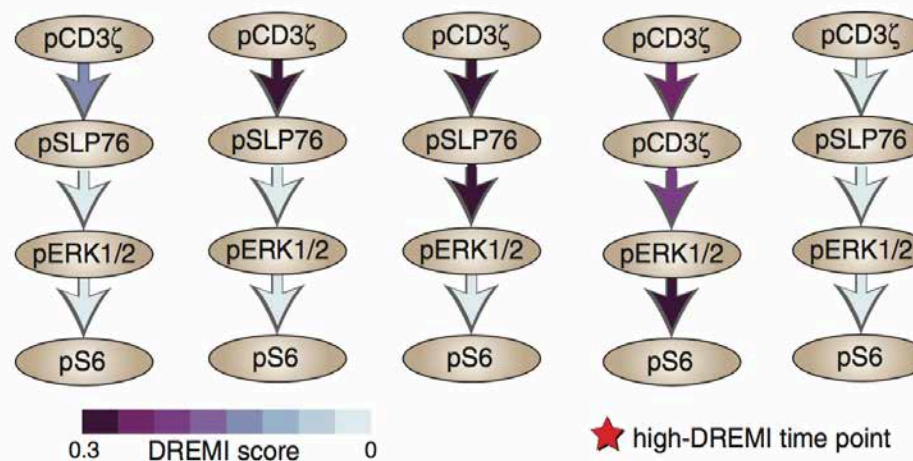 pCD3ζ pCD3ζ pCD3ζ pCD3ζ pCD3ζ
pSLP76 pSLP76 pSLP76 pCD3ζ pSLP76
pERK1/2 pERK1/2 pERK1/2 pERK1/2 pERK1/2
pS6 pS6 pS6 pS6 pS6
0.3 DREMI score 0
high-DREMI time point